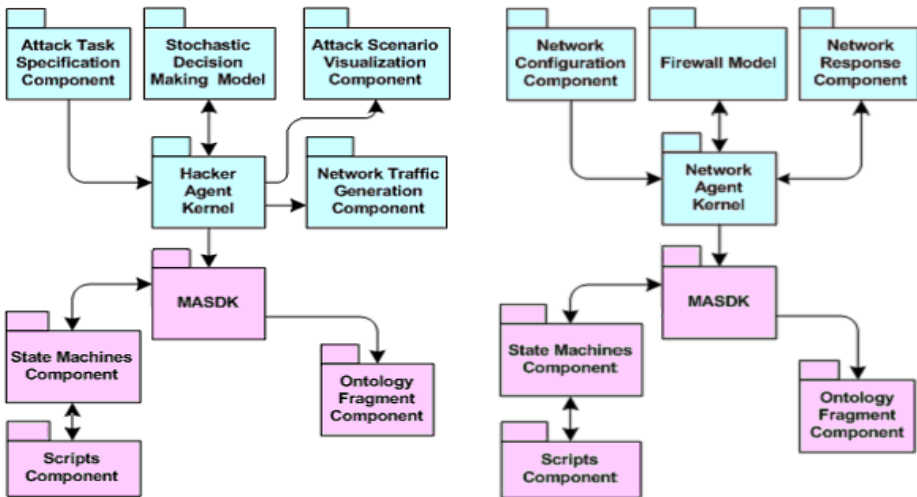 Attack Task
Specification
Component
Stochastic
Decision
Making Model
Attack Scenario
Visualization
Component
Hacker
Agent
Kernel
Network Traffic
Generation
Component
MASDK
State Machines
Component
Ontology
Fragment
Component
Scripts
Component
Network
Configuration
Component
Firewall Model
Network
Response
Component
Network
Agent
Kernel
MASDK
State Machines
Component
Ontology
Fragment
Component
Scripts
Component